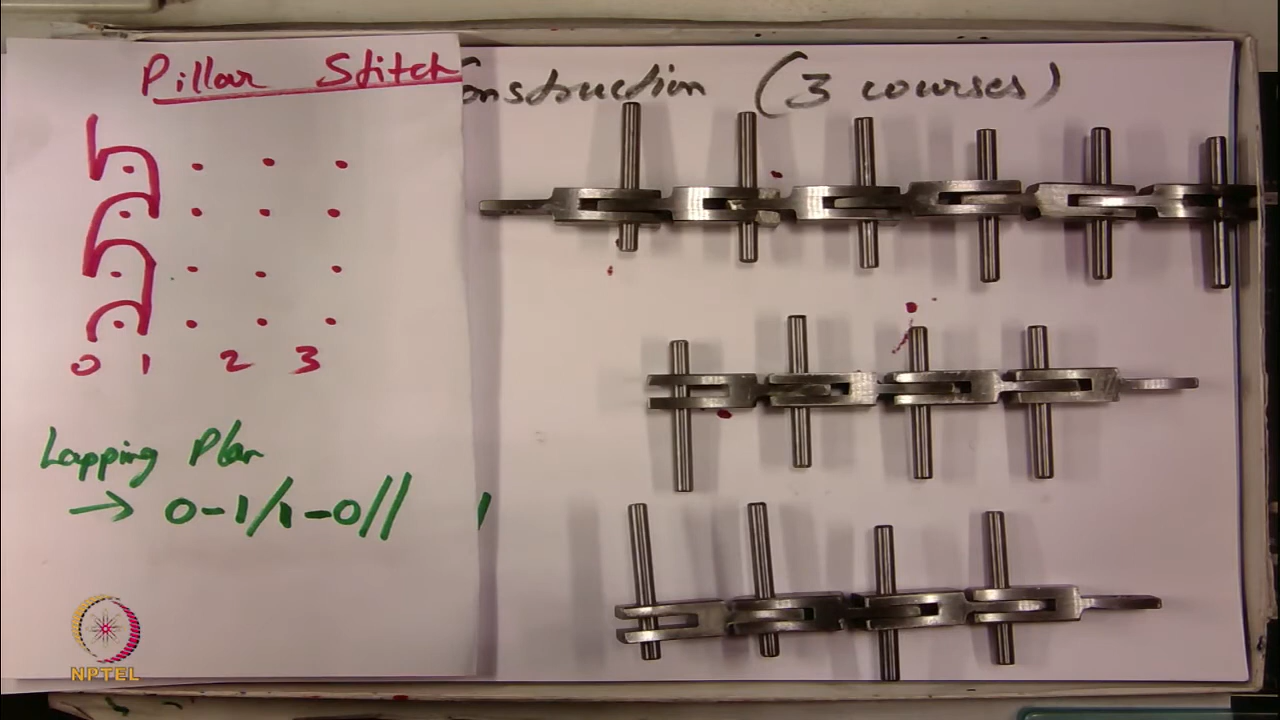 Pillar Stitch
onstruction (3 courses)
0 1 2 3
Lapping Plan
→ 0-1/1-0//
NPTEL